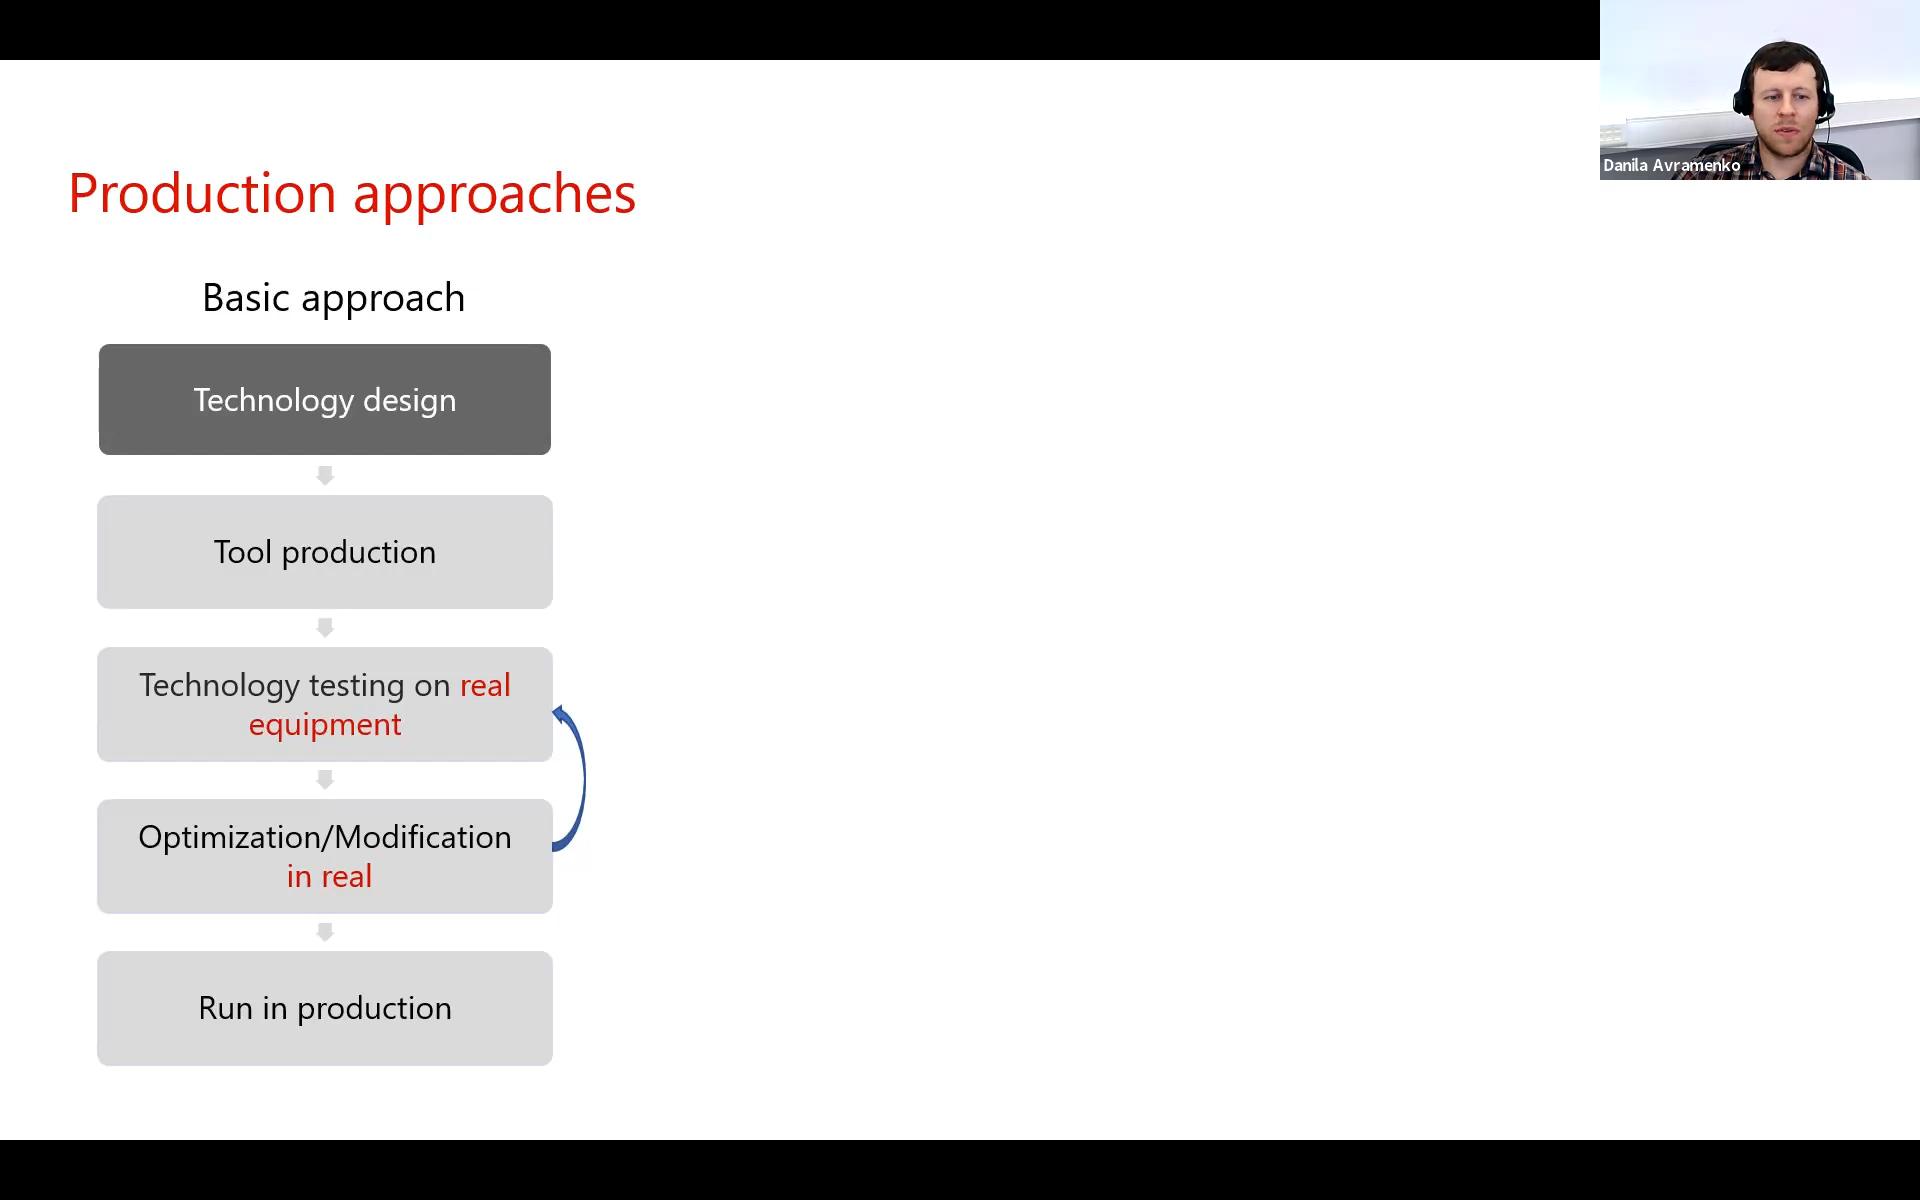 Danila Avramenko
Production approaches
Basic approach
Technology design
Tool production
Technology testing on real
equipment
Optimization/Modification
in real
Run in production